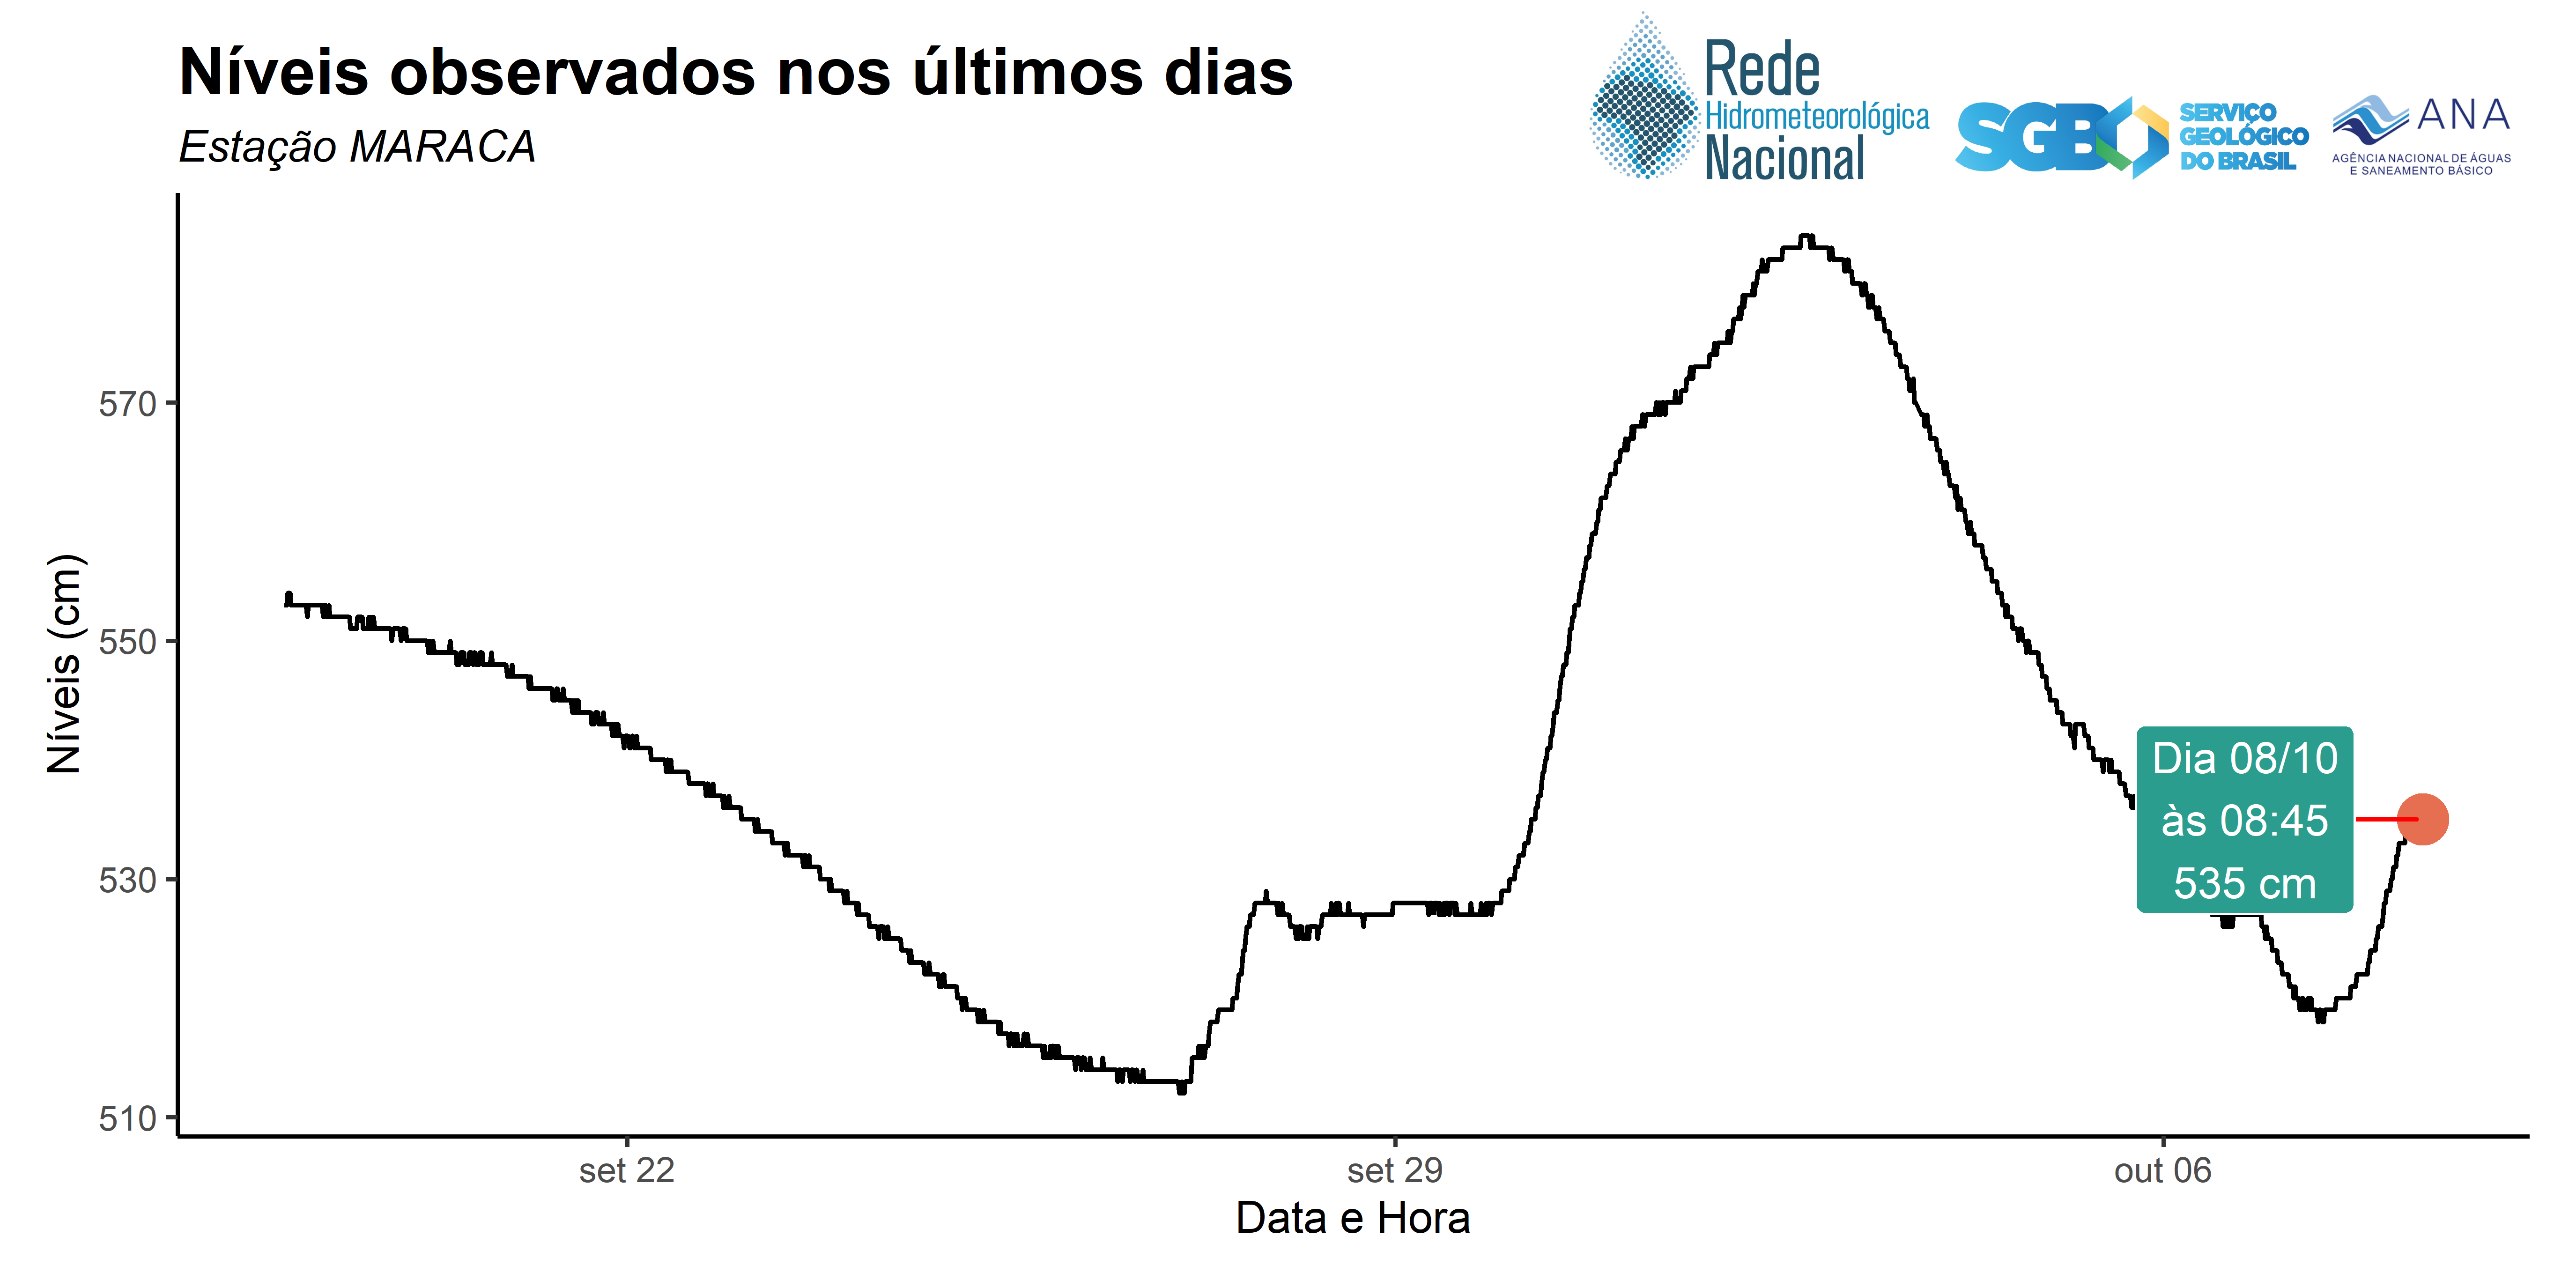 Níveis observados nos últimos dias
Estação MARACA
Rede
Hidrometeorológica
Nacional
SGB
SERVIÇO
GEOLÓGICO
DO BRASIL
ANA
AGÊNCIA NACIONAL DE ÁGUAS
E SANEAMENTO BÁSICO
570
550
530
510
Níveis (cm)
Dia 08/10
às 08:45
535 cm
set 22
set 29
out 06
Data e Hora